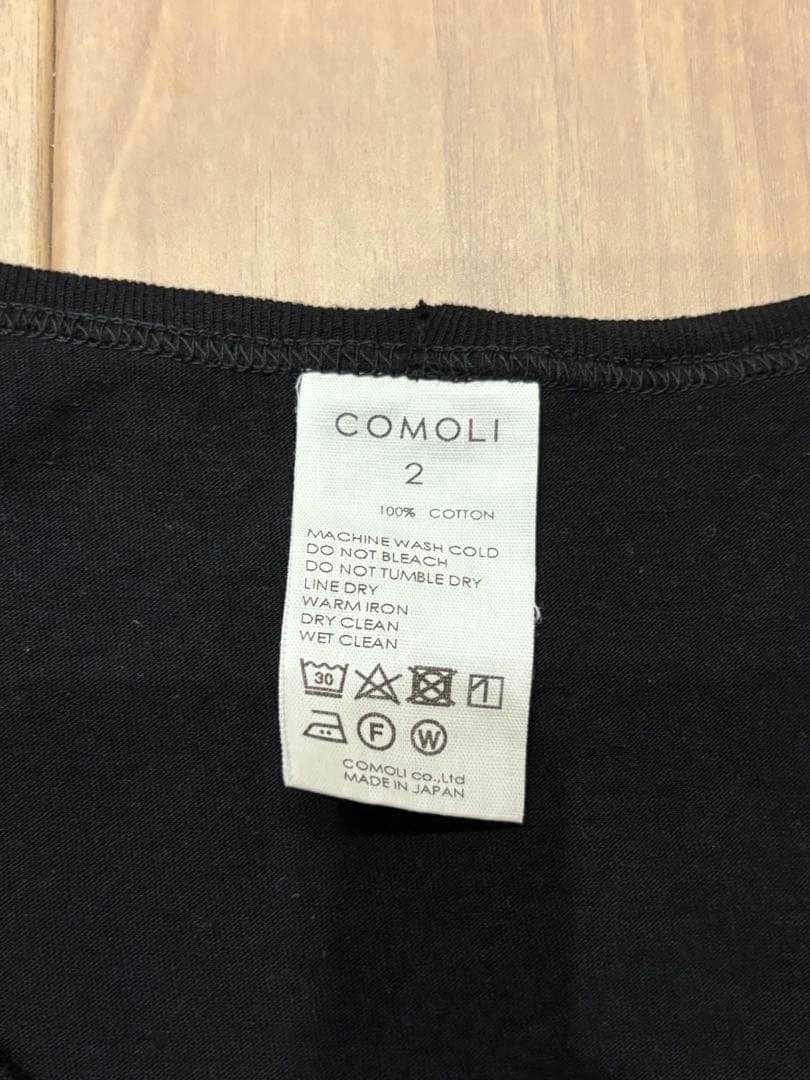 COMOLI
2
100% COTTON
MACHINE WASH COLD
DO NOT BLEACH
DO NOT TUMBLE DRY
LINE DRY
WARM IRON
DRY CLEAN
WET CLEAN
30
F W
COMOLI CO.,Ltd
MADE IN JAPAN